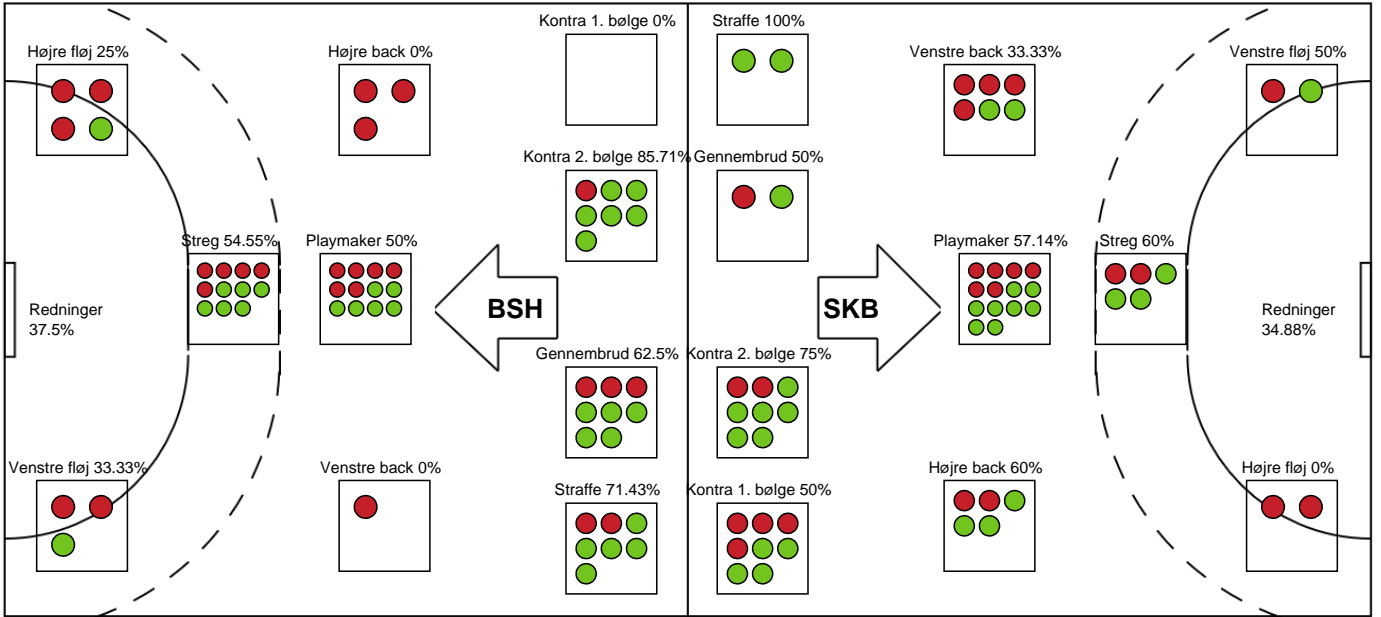 Kontra 1. bølge 0%
Straffe 100%
Højre fløj 25%
Højre back 0%
Venstre back 33.33%
Venstre fløj 50%
Kontra 2. bølge 85.71%
Gennembrud 50%
Streg 54.55%
Playmaker 50%
Playmaker 57.14%
Streg 60%
Redninger
37.5%
BSH
SKB
Redninger
34.88%
Gennembrud 62.5%
Kontra 2. bølge 75%
Venstre fløj 33.33%
Venstre back 0%
Straffe 71.43%
Kontra 1. bølge 50%
Højre back 60%
Højre fløj 0%